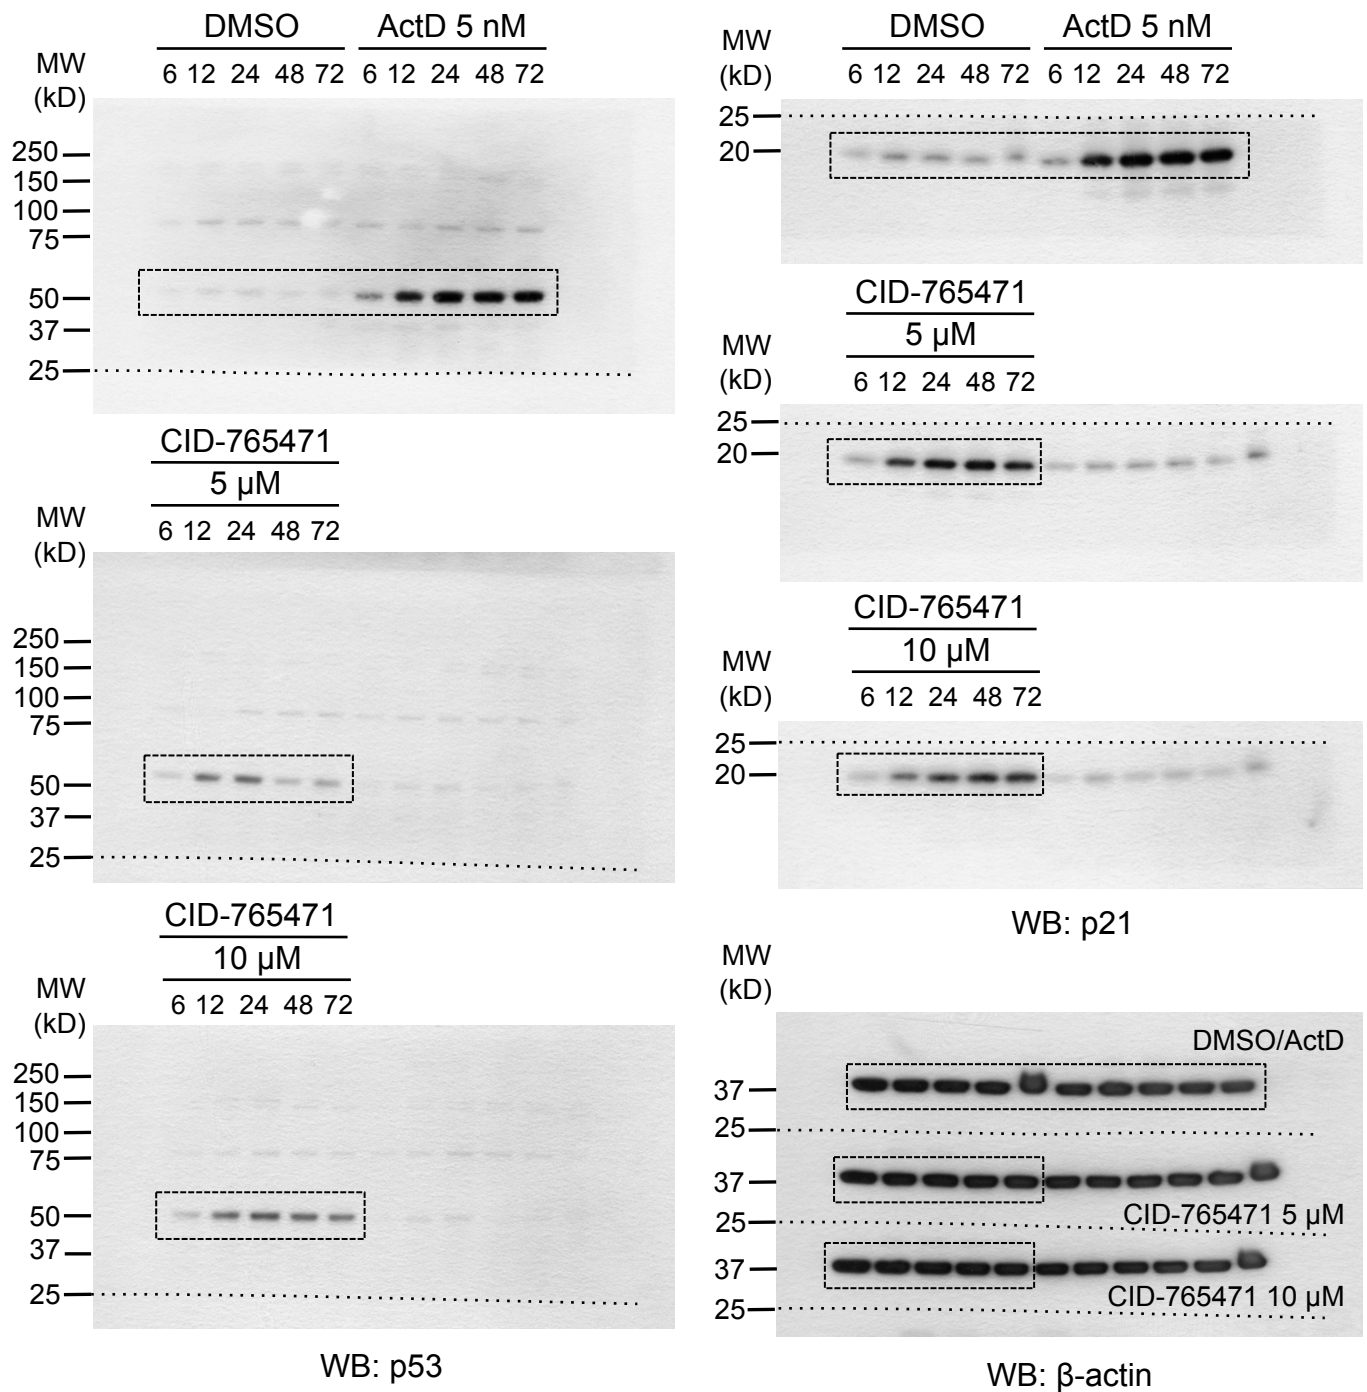 DMSO ActD 5 nM
MW (kD) 6 12 24 48 72 6 12 24 48 72
250
150
100
75
50
37
25
CID-765471
5 µM
MW (kD) 6 12 24 48 72
250
150
100
75
50
37
25
CID-765471
10 µM
MW (kD) 6 12 24 48 72
250
150
100
75
50
37
25
WB: p53
DMSO ActD 5 nM
MW (kD) 6 12 24 48 72 6 12 24 48 72
25
20
CID-765471
5 µM
MW (kD) 6 12 24 48 72
25
20
CID-765471
10 µM
MW (kD) 6 12 24 48 72
25
20
WB: p21
MW (kD)
DMSO/ActD
37
25
37
CID-765471 5 µM
25
37
CID-765471 10 µM
25
WB: β-actin